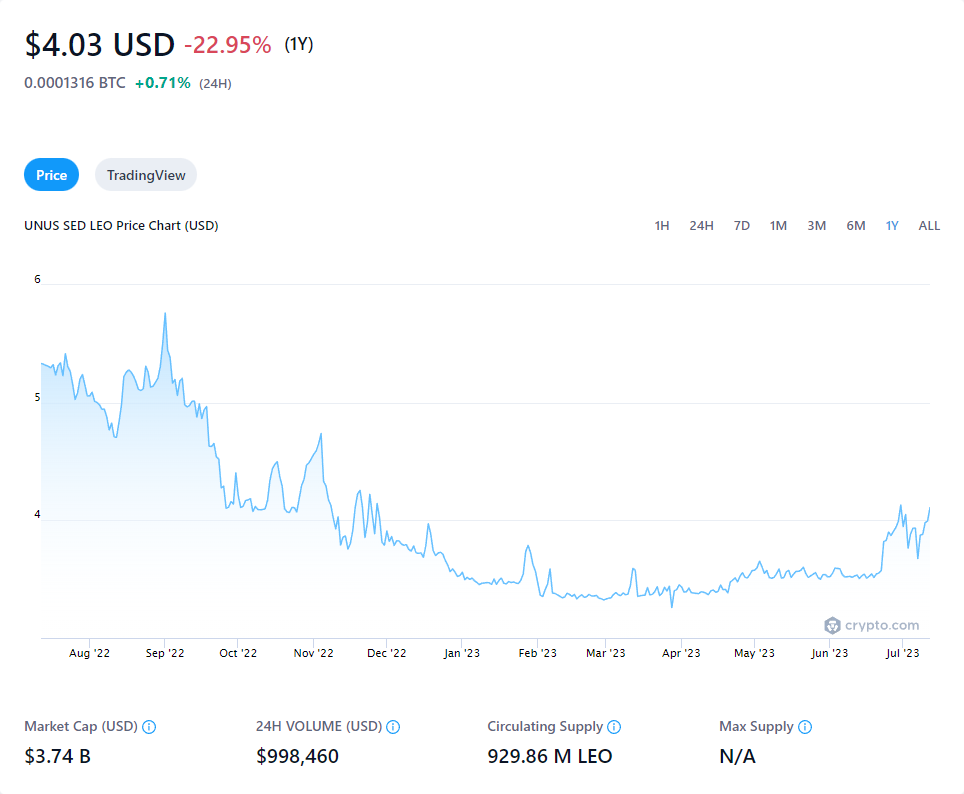 $4.03 USD -22.95% (1Y)
0.0001316 BTC +0.71% (24H)
Price TradingView
UNUS SED LEO Price Chart (USD) 1H 24H 7D 1M 3M 6M 1Y ALL
6
5
4
crypto.com
Aug '22 Sep '22 Oct '22 Nov '22 Dec '22 Jan '23 Feb '23 Mar '23 Apr '23 May '23 Jun '23 Jul '23
Market Cap (USD) 24H VOLUME (USD) Circulating Supply Max Supply
$3.74 B $998,460 929.86 M LEO N/A